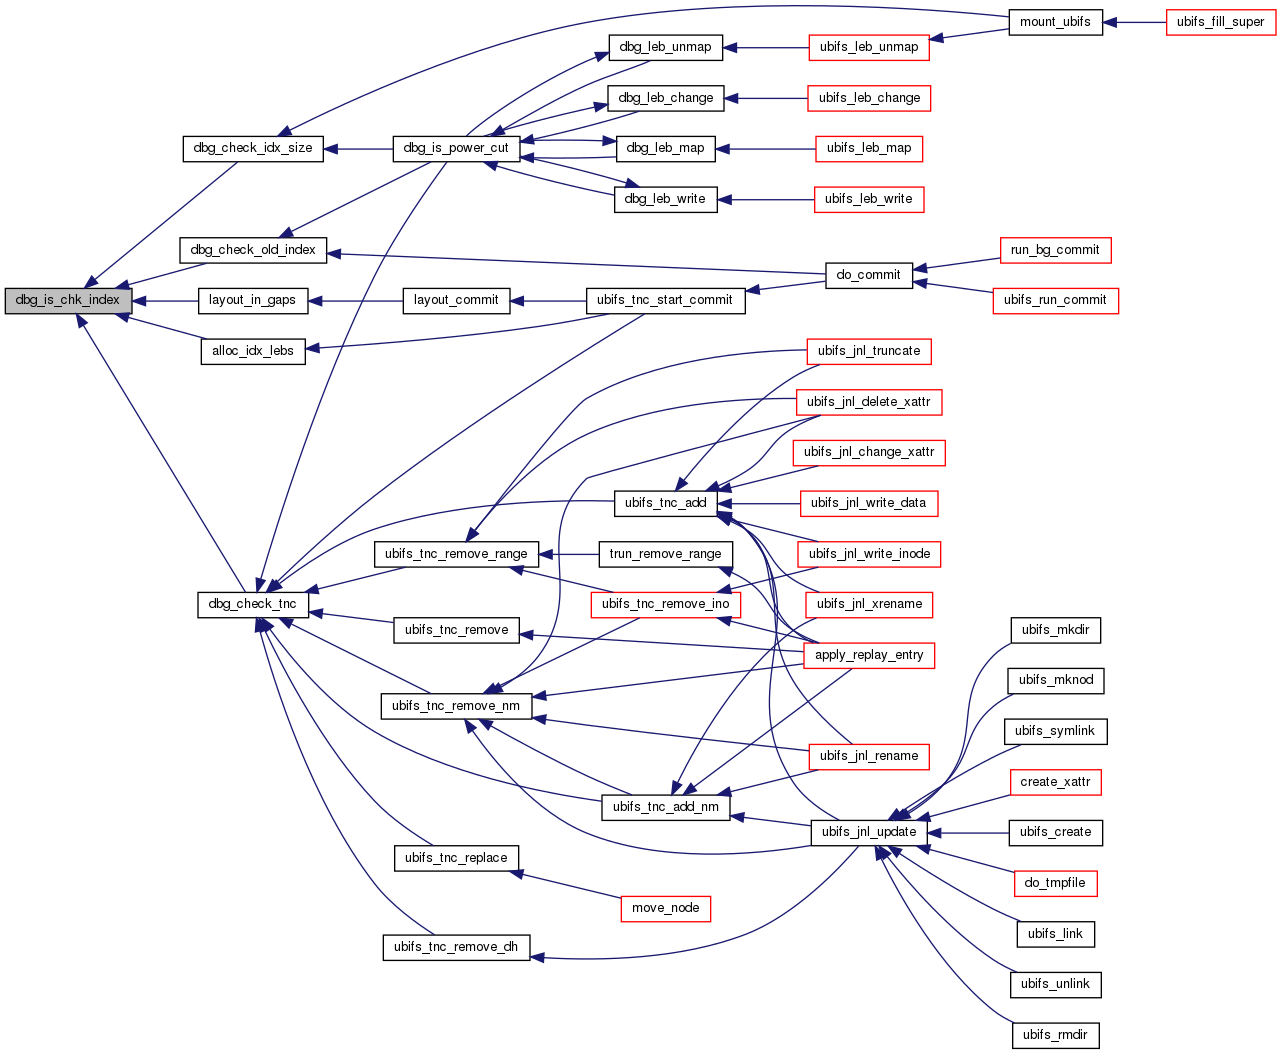 mount_ubifs
ubifs_fill_super
dbg_leb_unmap
ubifs_leb_unmap
dbg_leb_change
ubifs_leb_change
dbg_check_idx_size
dbg_is_power_cut
dbg_leb_map
ubifs_leb_map
dbg_leb_write
ubifs_leb_write
dbg_check_old_index
run_bg_commit
do_commit
dbg_is_chk_index
layout_in_gaps
layout_commit
ubifs_tnc_start_commit
ubifs_run_commit
alloc_idx_lebs
ubifs_jnl_truncate
ubifs_jnl_delete_xattr
ubifs_jnl_change_xattr
ubifs_tnc_add
ubifs_jnl_write_data
ubifs_tnc_remove_range
trun_remove_range
ubifs_jnl_write_inode
dbg_check_tnc
ubifs_tnc_remove_ino
ubifs_jnl_xrename
ubifs_tnc_remove
ubifs_mkdir
apply_replay_entry
ubifs_mknod
ubifs_tnc_remove_nm
ubifs_symlink
ubifs_jnl_rename
create_xattr
ubifs_tnc_add_nm
ubifs_jnl_update
ubifs_create
ubifs_tnc_replace
do_tmpfile
move_node
ubifs_link
ubifs_tnc_remove_dh
ubifs_unlink
ubifs_rmdir